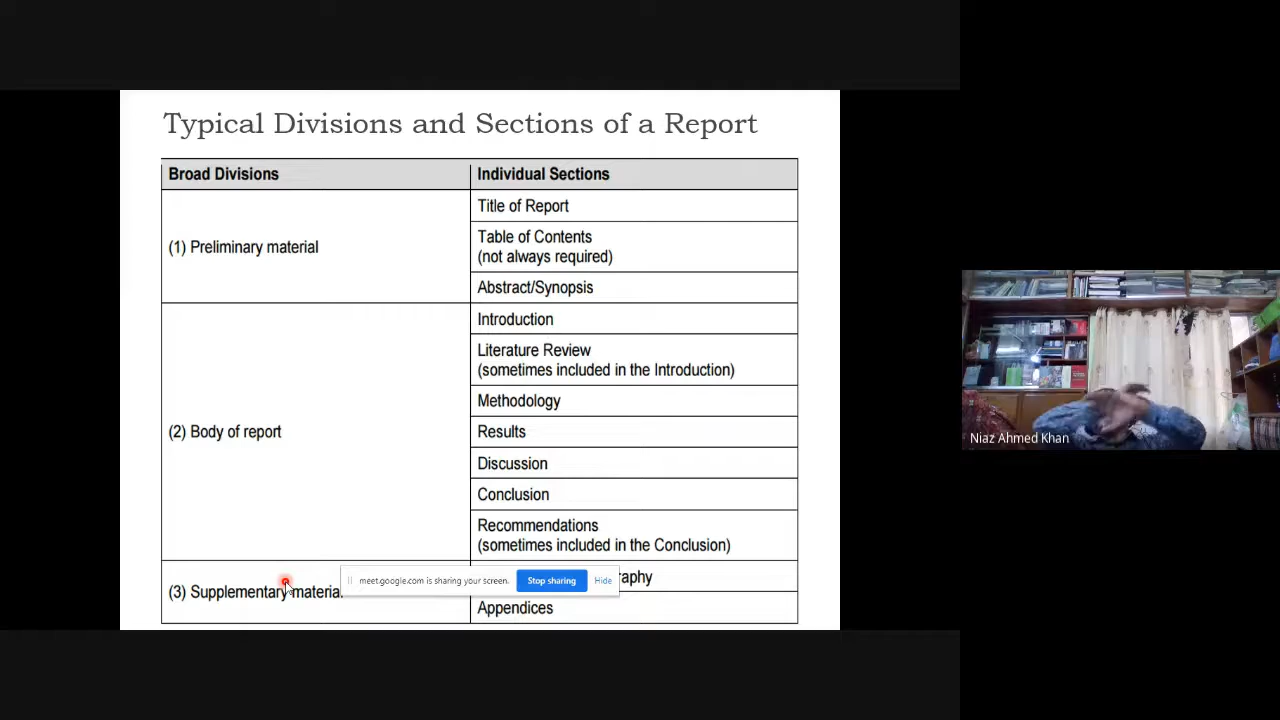 Typical Divisions and Sections of a Report
Broad Divisions
Individual Sections
(1) Preliminary material
Title of Report
Table of Contents
(not always required)
Abstract/Synopsis
(2) Body of report
Introduction
Literature Review
(sometimes included in the Introduction)
Methodology
Results
Discussion
Conclusion
Recommendations
(sometimes included in the Conclusion)
(3) Supplementary material
Appendices
meet.google.com is sharing your screen.
Stop sharing
Hide
Niaz Ahmed Khan